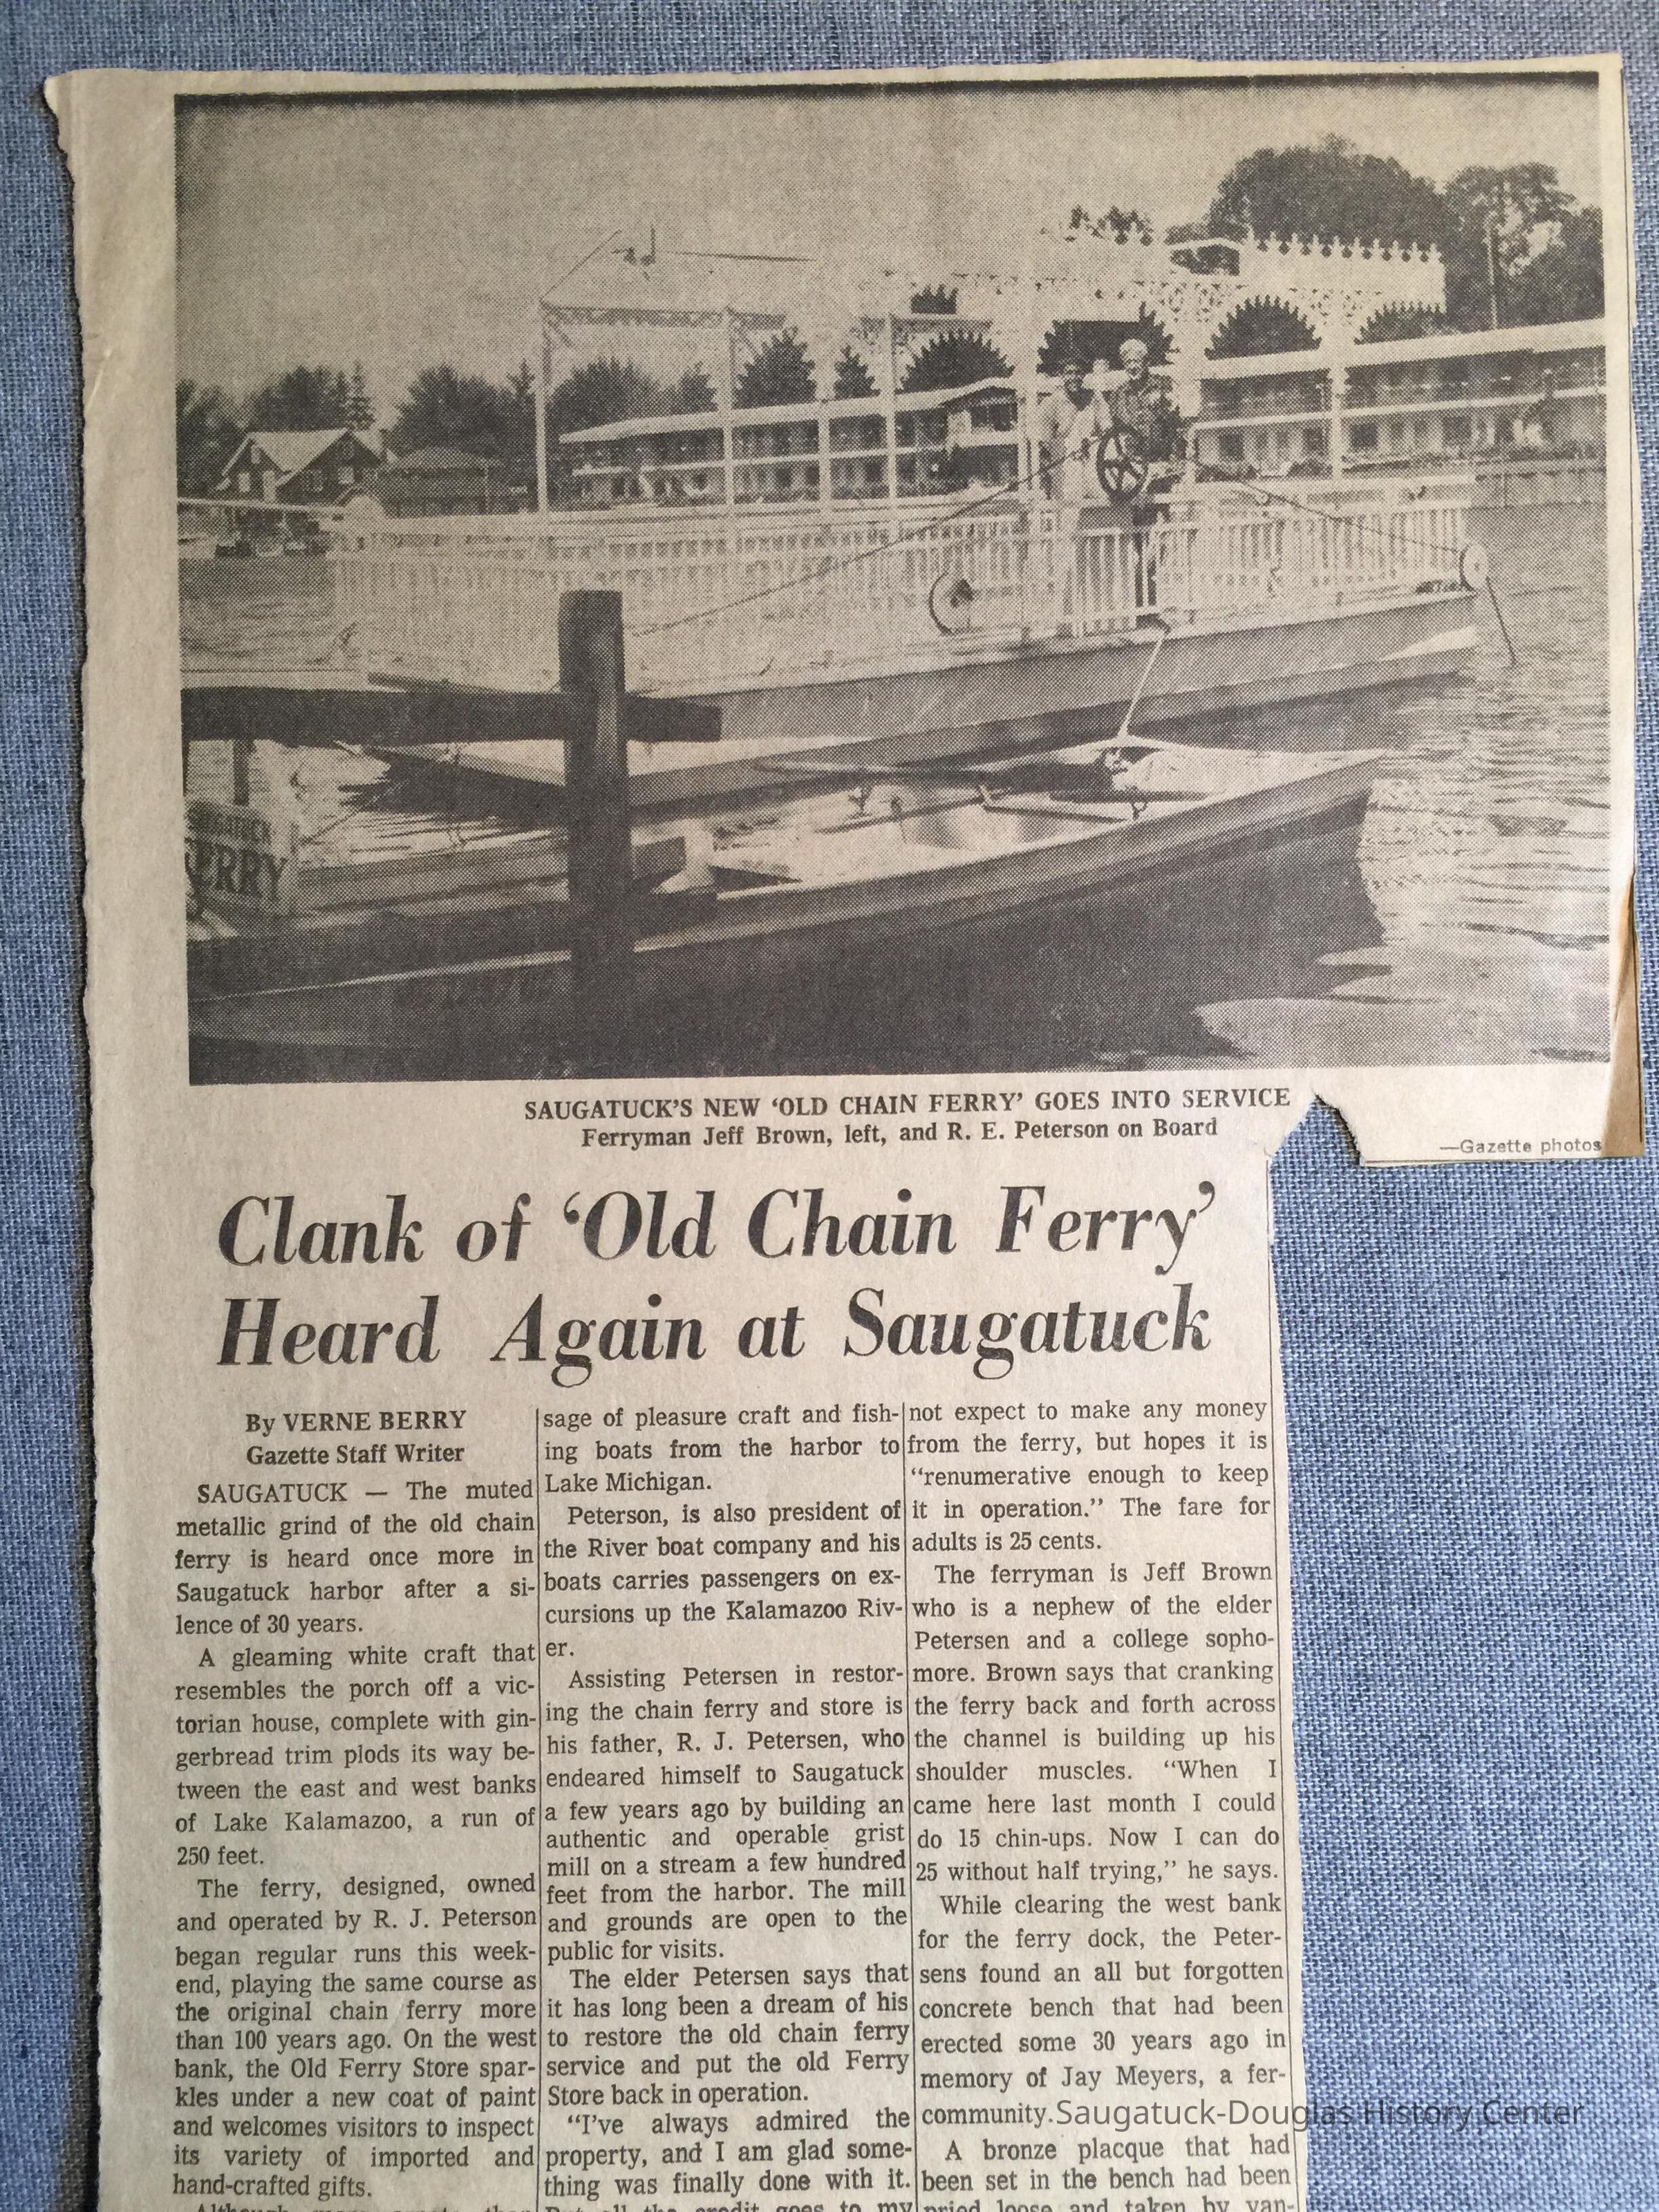 SAUGATUCK
FERRY
SAUGATUCK'S NEW 'OLD CHAIN FERRY' GOES INTO SERVICE
Ferryman Jeff Brown, left, and R. E. Peterson on Board
—Gazette photos
Clank of 'Old Chain Ferry'
Heard Again at Saugatuck
By VERNE BERRY
Gazette Staff Writer
SAUGATUCK — The muted
metallic grind of the old chain
ferry is heard once more in
Saugatuck harbor after a si-
lence of 30 years.
A gleaming white craft that
resembles the porch off a vic-
torian house, complete with gin-
gerbread trim plods its way be-
tween the east and west banks
of Lake Kalamazoo, a run of
250 feet.
The ferry, designed, owned
and operated by R. J. Peterson
began regular runs this week-
end, playing the same course as
the original chain ferry more
than 100 years ago. On the west
bank, the Old Ferry Store spar-
kles under a new coat of paint
and welcomes visitors to inspect
its variety of imported and
hand-crafted gifts.
sage of pleasure craft and fish-
ing boats from the harbor to
Lake Michigan.
Peterson, is also president of
the River boat company and his
boats carries passengers on ex-
cursions up the Kalamazoo Riv-
er.
Assisting Petersen in restor-
ing the chain ferry and store is
his father, R. J. Petersen, who
endeared himself to Saugatuck
a few years ago by building an
authentic and operable grist
mill on a stream a few hundred
feet from the harbor. The mill
and grounds are open to the
public for visits.
The elder Petersen says that
it has long been a dream of his
to restore the old chain ferry
service and put the old Ferry
Store back in operation.
"I've always admired the
property, and I am glad some-
thing was finally done with it.
But all the credit goes to my
not expect to make any money
from the ferry, but hopes it is
"renumerative enough to keep
it in operation." The fare for
adults is 25 cents.
The ferryman is Jeff Brown
who is a nephew of the elder
Petersen and a college sopho-
more. Brown says that cranking
the ferry back and forth across
the channel is building up his
shoulder muscles. "When I
came here last month I could
do 15 chin-ups. Now I can do
25 without half trying," he says.
While clearing the west bank
for the ferry dock, the Peter-
sens found an all but forgotten
concrete bench that had been
erected some 30 years ago in
memory of Jay Meyers, a fer-
community.
A bronze placque that had
been set in the bench had been
pried loose and taken by van-
Saugatuck-Douglas History Center